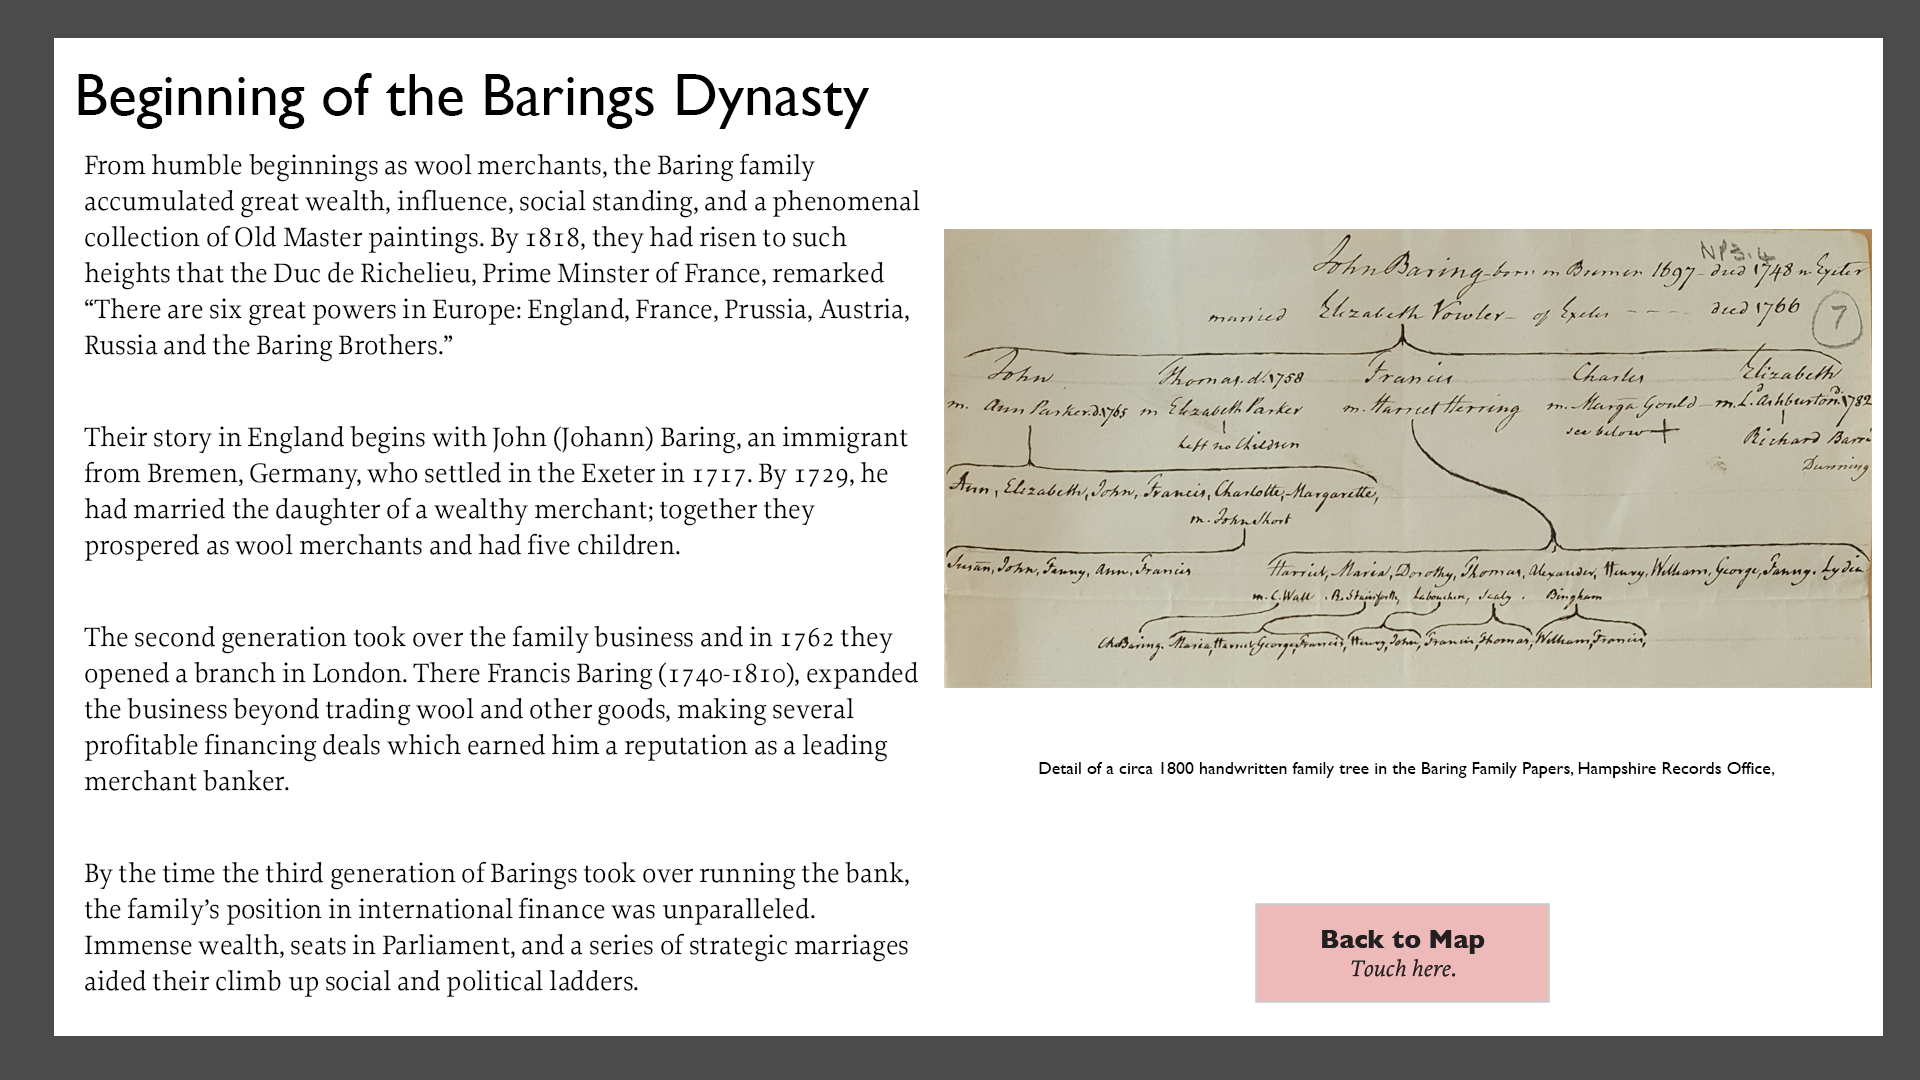 Beginning of the Barings Dynasty
From humble beginnings as wool merchants, the Baring family
accumulated great wealth, influence, social standing, and a phenomenal
collection of Old Master paintings. By 1818, they had risen to such
heights that the Duc de Richelieu, Prime Minster of France, remarked
“There are six great powers in Europe: England, France, Prussia, Austria,
Russia and the Baring Brothers.”
Their story in England begins with John (Johann) Baring, an immigrant
from Bremen, Germany, who settled in the Exeter in 1717. By 1729, he
had married the daughter of a wealthy merchant; together they
prospered as wool merchants and had five children.
The second generation took over the family business and in 1762 they
opened a branch in London. There Francis Baring (1740-1810), expanded
the business beyond trading wool and other goods, making several
profitable financing deals which earned him a reputation as a leading
merchant banker.
By the time the third generation of Barings took over running the bank,
the family’s position in international finance was unparalleled.
Immense wealth, seats in Parliament, and a series of strategic marriages
aided their climb up social and political ladders.
NP3.4
John Baring born in Bremen 1697 - died 1748 in Exeter
married Elizabeth Vowler - of Exeter - - - - died 1766
7
John Thomas. d. 1758 Francis Charles Elizabeth
m. Ann Parker. d. 1765 m Elizabeth Parker m. Harriet Herring m. Marga Gould m. Ld. Ashburton. d. 1782
left no Children see below + Richard Barré
Dunning
Ann, Elizabeth, John, Francis, Charlotte, Margarette,
m. John Short
Susan, John, Fanny, Ann, Francis Harriet, Maria, Dorothy, Thomas, Alexander, Henry, William, George, Fanny. Lydia
m. C. Wall . R. Stainforth, Labouchere, Sealy . Bingham
Ch. Baring. Maria, Harriet, George, Francis, Henry, John, Francis, Thomas, William, Francis,
Detail of a circa 1800 handwritten family tree in the Baring Family Papers, Hampshire Records Office,
Back to Map
Touch here.